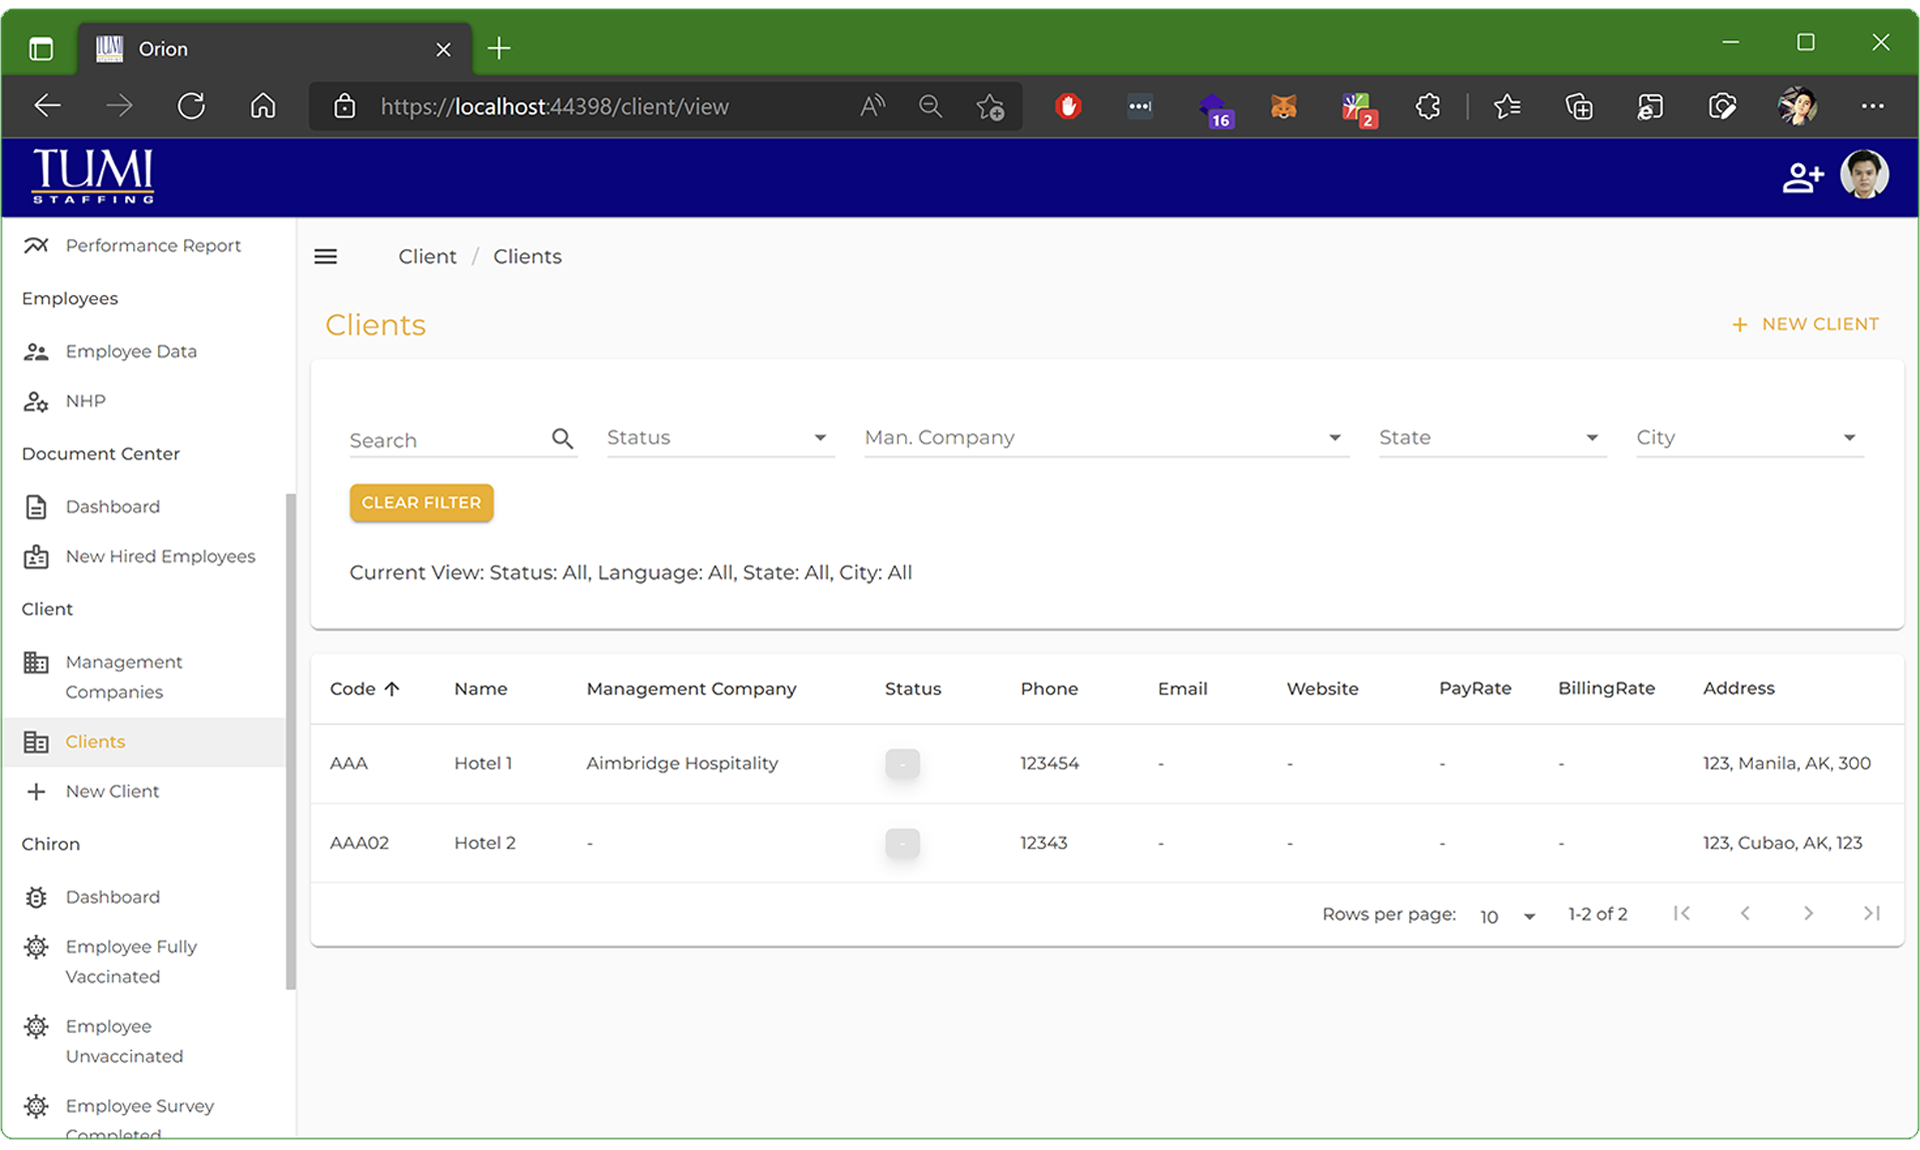 Orion
https://localhost:44398/client/view
16
2
TUMI
STAFFING
Performance Report
Employees
Employee Data
NHP
Document Center
Dashboard
New Hired Employees
Client
Management
Companies
Clients
New Client
Chiron
Dashboard
Employee Fully
Vaccinated
Employee
Unvaccinated
Employee Survey
Completed
Client / Clients
Clients
+ NEW CLIENT
Search
Status
Man. Company
State
City
CLEAR FILTER
Current View: Status: All, Language: All, State: All, City: All
Code Name Management Company Status Phone Email Website PayRate BillingRate Address
AAA Hotel 1 Aimbridge Hospitality - 123454 - - - - 123, Manila, AK, 300
AAA02 Hotel 2 - - 12343 - - - - 123, Cubao, AK, 123
Rows per page: 10 1-2 of 2